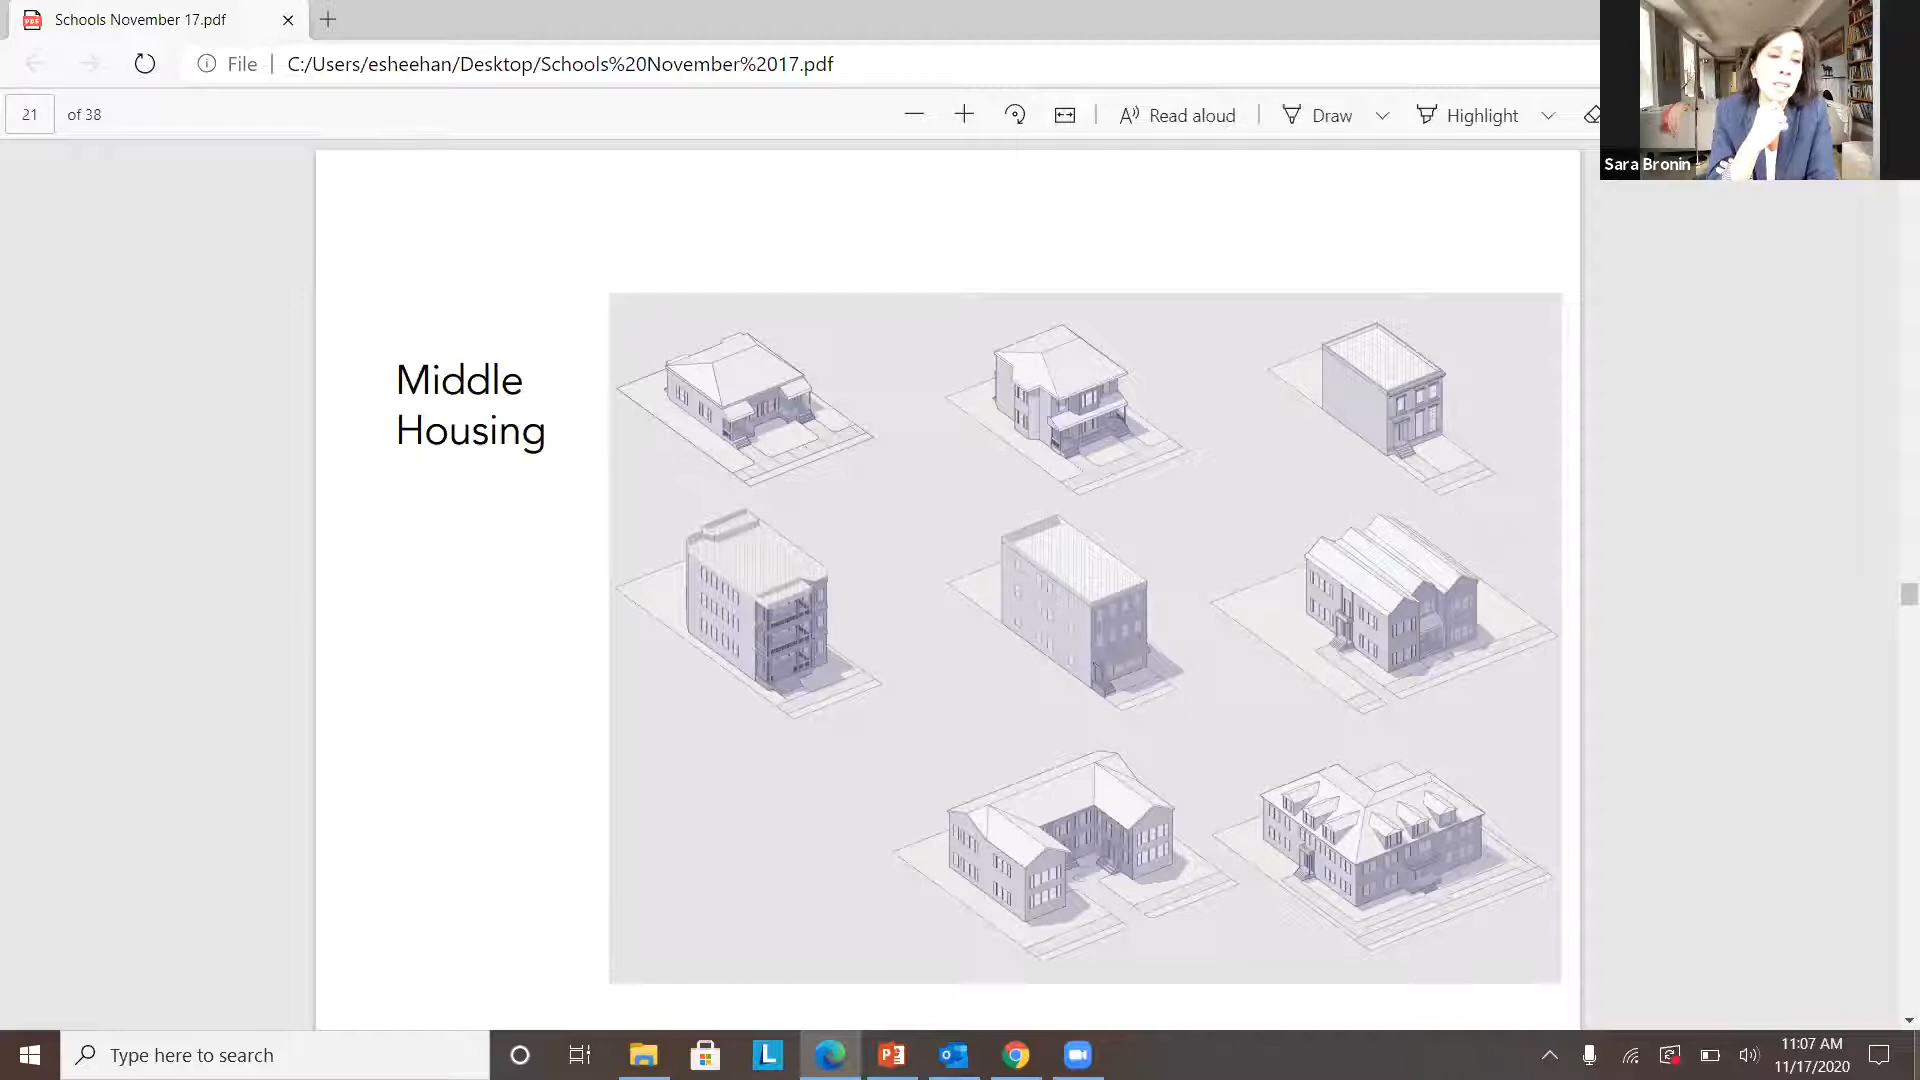 Schools November 17.pdf
File
C:/Users/esheehan/Desktop/Schools%20November%2017.pdf
21 of 38
Read aloud
Draw
Highlight
Sara Bronin
Middle
Housing
Type here to search
11:07 AM
11/17/2020